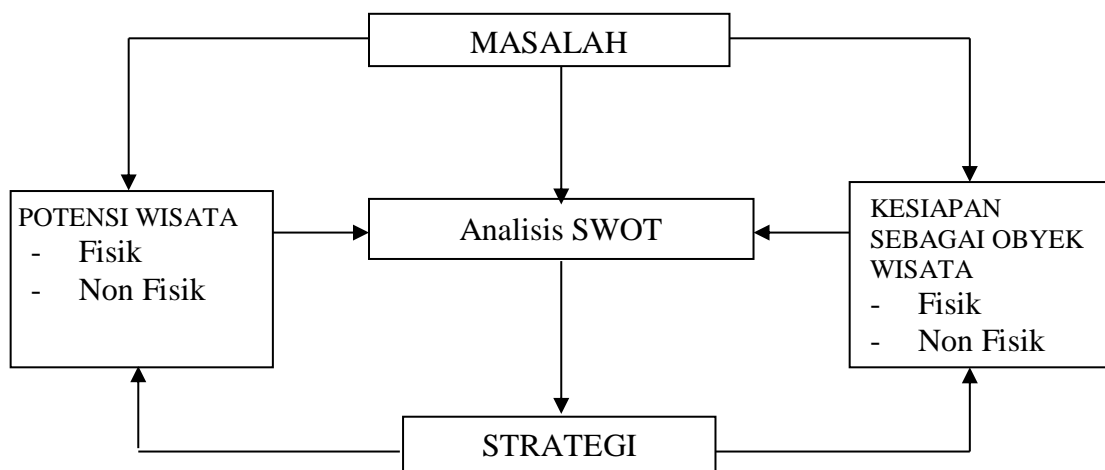 MASALAH
POTENSI WISATA
- Fisik
- Non Fisik
Analisis SWOT
KESIAPAN
SEBAGAI OBYEK
WISATA
- Fisik
- Non Fisik
STRATEGI